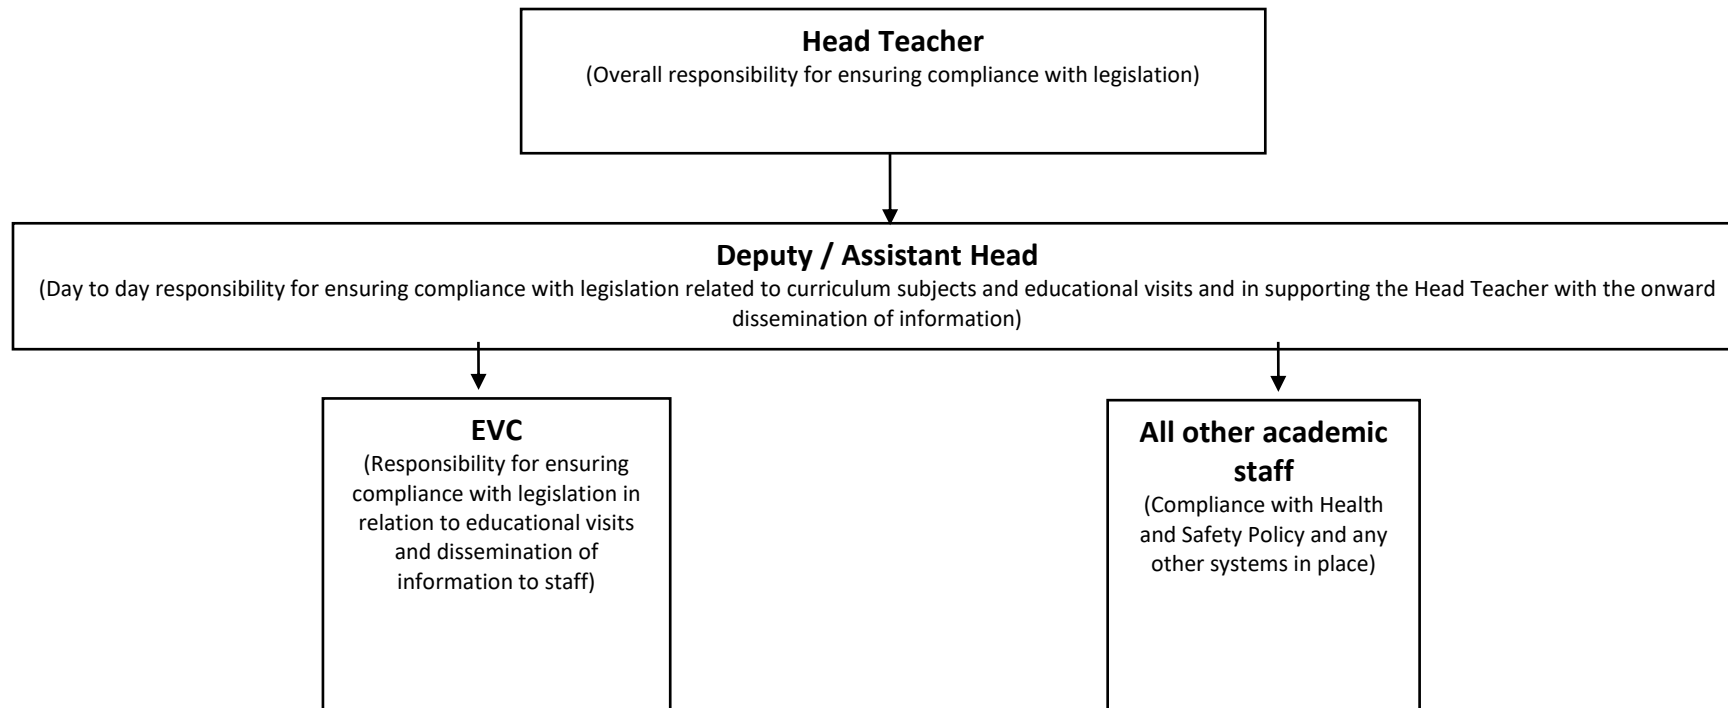 Head Teacher
(Overall responsibility for ensuring compliance with legislation)
Deputy / Assistant Head
(Day to day responsibility for ensuring compliance with legislation related to curriculum subjects and educational visits and in supporting the Head Teacher with the onward
dissemination of information)
EVC
(Responsibility for ensuring
compliance with legislation in
relation to educational visits
and dissemination of
information to staff)
All other academic
staff
(Compliance with Health
and Safety Policy and any
other systems in place)